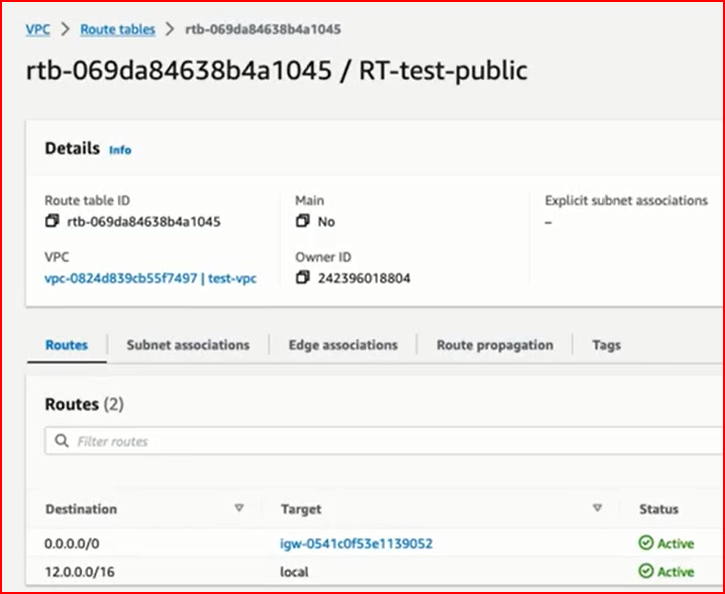 VPC > Route tables > rtb-069da84638b4a1045
rtb-069da84638b4a1045 / RT-test-public
Details Info
Route table ID
rtb-069da84638b4a1045
Main
No
Explicit subnet associations
–
VPC
vpc-0824d839cb55f7497 | test-vpc
Owner ID
242396018804
Routes Subnet associations Edge associations Route propagation Tags
Routes (2)
Filter routes
Destination Target Status
0.0.0.0/0 igw-0541c0f53e1139052 Active
12.0.0.0/16 local Active